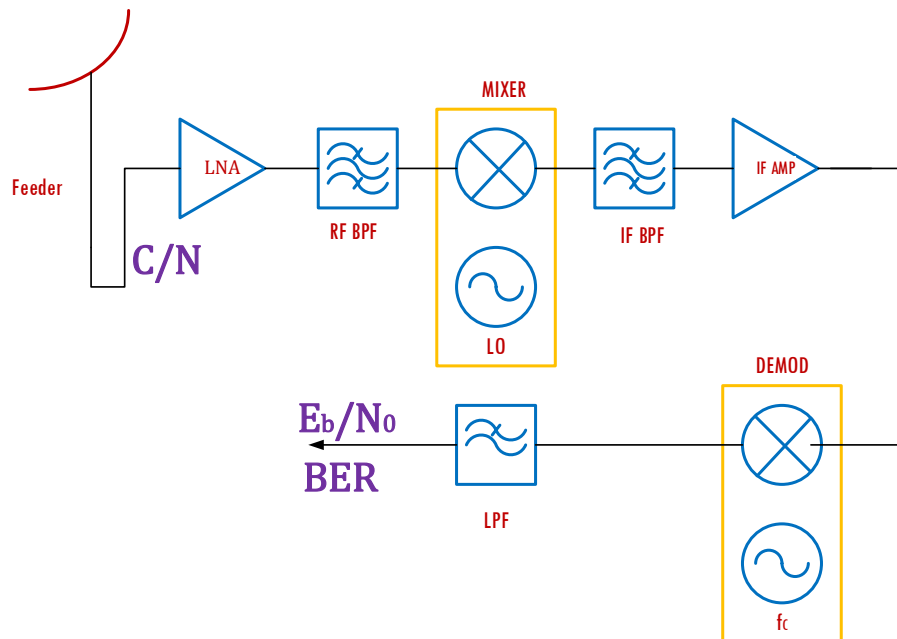 MIXER
LNA
IF AMP
Feeder
RF BPF
IF BPF
C/N
LO
DEMOD
Eb/N0
BER
LPF
fc